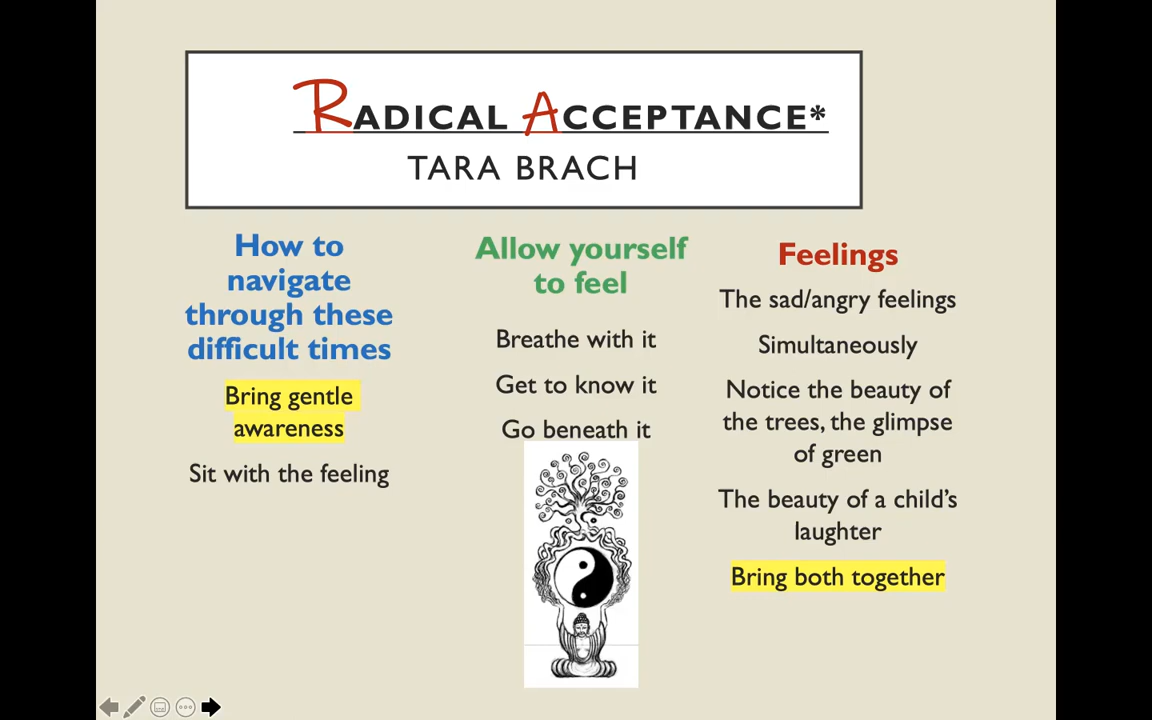 RADICAL ACCEPTANCE*
TARA BRACH
How to
navigate
through these
difficult times
Bring gentle
awareness
Sit with the feeling
Allow yourself
to feel
Breathe with it
Get to know it
Go beneath it
Feelings
The sad/angry feelings
Simultaneously
Notice the beauty of
the trees, the glimpse
of green
The beauty of a child’s
laughter
Bring both together